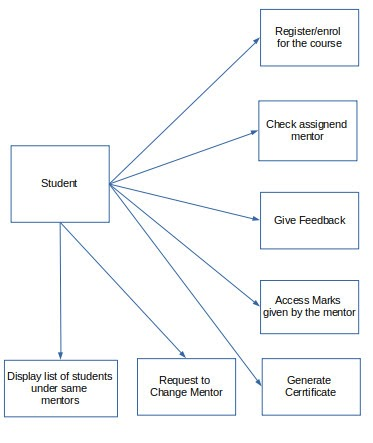 Register/enrol
for the course
Check assignend
mentor
Student
Give Feedback
Access Marks
given by the mentor
Display list of students
under same
mentors
Request to
Change Mentor
Generate
Cerrtificate